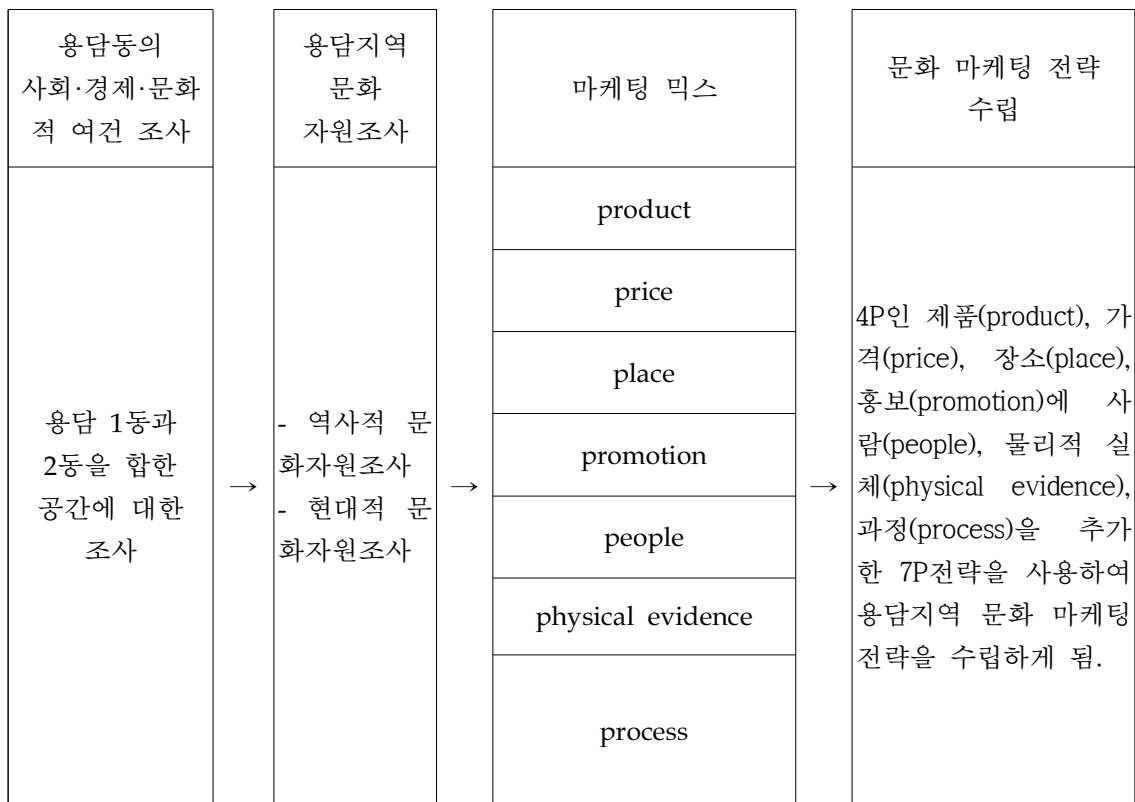 용담동의
사회·경제·문화
적 여건 조사
용담지역
문화
자원조사
마케팅 믹스
문화 마케팅 전략
수립
용담 1동과
2동을 합한
공간에 대한
조사
→
- 역사적 문
화자원조사
- 현대적 문
화자원조사
→
product
price
place
promotion
people
physical evidence
process
→
4P인 제품(product), 가
격(price), 장소(place),
홍보(promotion)에 사
람(people), 물리적 실
체(physical evidence),
과정(process)을 추가
한 7P전략을 사용하여
용담지역 문화 마케팅
전략을 수립하게 됨.